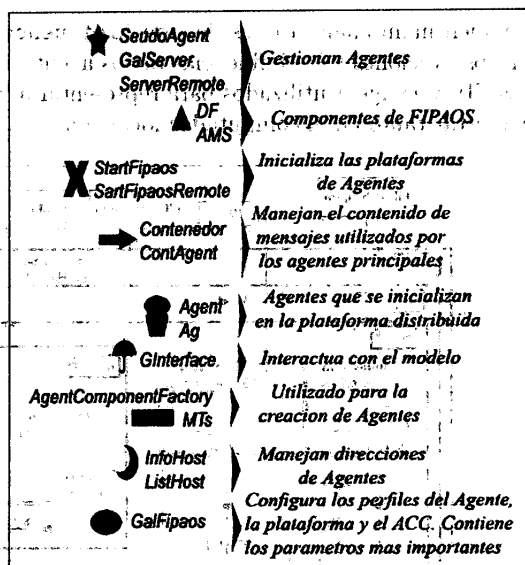 SeudoAgent
GalServer
ServerRemote
Gestionan Agentes
DF
AMS
Componentes de FIPAOS
StartFipaos
SartFipaosRemote
Inicializa las plataformas
de Agentes
Contenedor
ContAgent
Manejan el contenido de
mensajes utilizados por
los agentes principales
Agent
Ag
Agentes que se inicializan
en la plataforma distribuida
GInterface
Interactua con el modelo
AgentComponentFactory
MTs
Utilizado para la
creacion de Agentes
InfoHost
ListHost
Manejan direcciones
de Agentes
GalFipaos
Configura los perfiles del Agente,
la plataforma y el ACC. Contiene
los parametros mas importantes